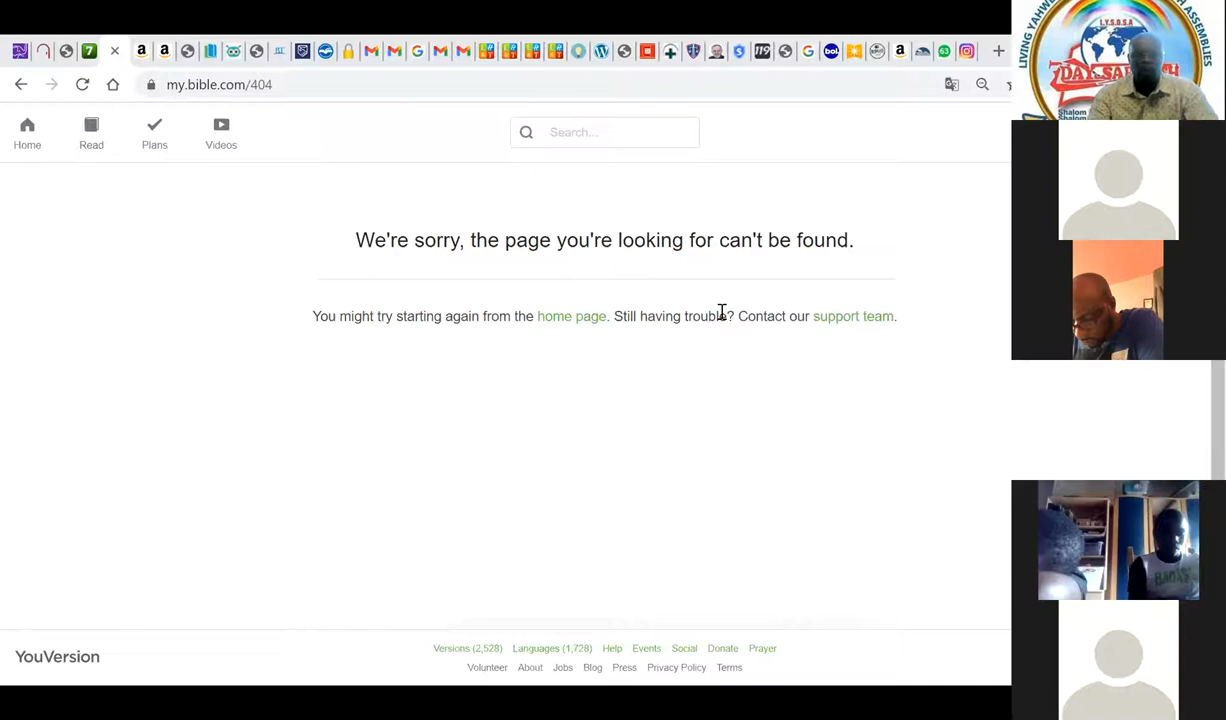 my.bible.com/404
Home
Read
Plans
Videos
Search...
We're sorry, the page you're looking for can't be found.
You might try starting again from the home page. Still having trouble? Contact our support team.
YouVersion
Versions (2,528) Languages (1,728) Help Events Social Donate Prayer
Volunteer About Jobs Blog Press Privacy Policy Terms
L.Y.S.D.S.A
ASSEMBLIES
Shalom